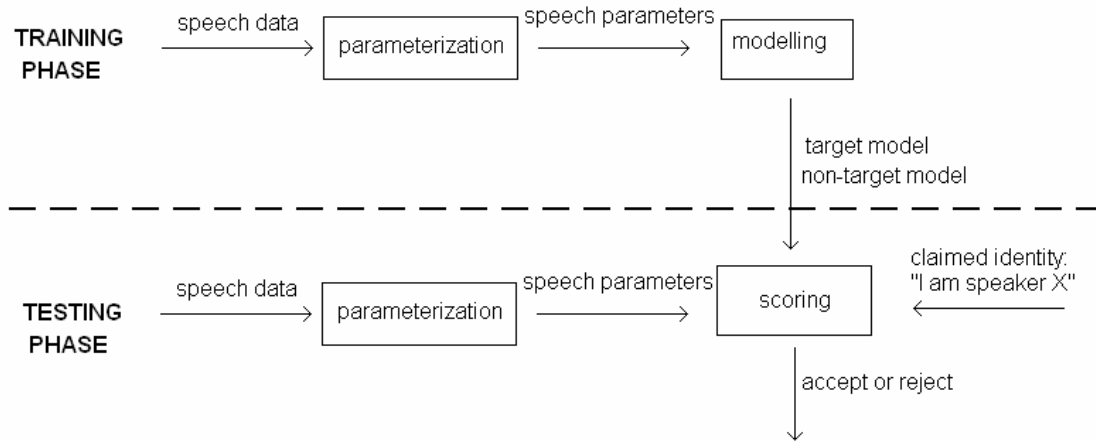 speech data
speech parameters
TRAINING
PHASE
parameterization
modelling
target model
non-target model
claimed identity:
"I am speaker X"
speech data
speech parameters
TESTING
PHASE
parameterization
scoring
accept or reject